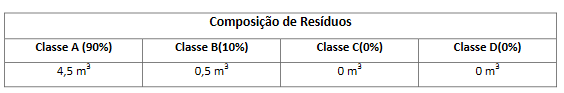 Composição de Resíduos
Classe A (90%) Classe B(10%) Classe C(0%) Classe D(0%)
4,5 m³ 0,5 m³ 0 m³ 0 m³